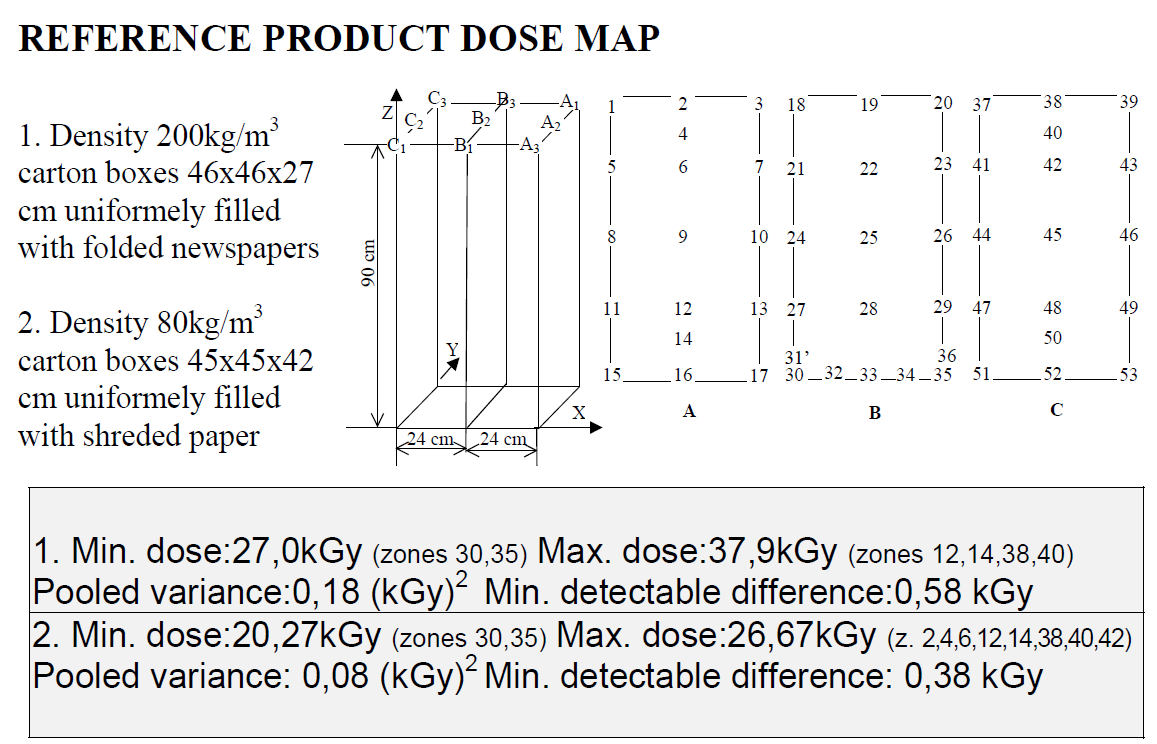 REFERENCE PRODUCT DOSE MAP
1. Density 200kg/m³
carton boxes 46x46x27
cm uniformely filled
with folded newspapers
2. Density 80kg/m³
carton boxes 45x45x42
cm uniformely filled
with shreded paper
Z C₃ B₃ A₁
C₂ B₂ A₂
C₁ B₁ A₃
90 cm
Y
X
24 cm 24 cm
1 2 3 18 19 20 37 38 39
4 40
5 6 7 21 22 23 41 42 43
8 9 10 24 25 26 44 45 46
11 12 13 27 28 29 47 48 49
14 50
31’ 36
15 16 17 30 32 33 34 35 51 52 53
A B C
1. Min. dose:27,0kGy (zones 30,35) Max. dose:37,9kGy (zones 12,14,38,40)
Pooled variance:0,18 (kGy)² Min. detectable difference:0,58 kGy
2. Min. dose:20,27kGy (zones 30,35) Max. dose:26,67kGy (z. 2,4,6,12,14,38,40,42)
Pooled variance: 0,08 (kGy)² Min. detectable difference: 0,38 kGy